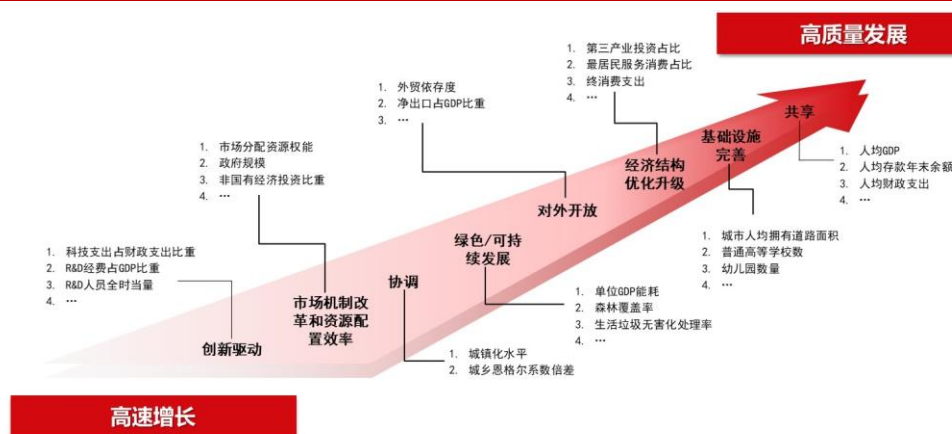 高质量发展
1. 第三产业投资占比
2. 最居民服务消费占比
3. 终消费支出
4. …
1. 外贸依存度
2. 净出口占GDP比重
3. …
共享
1. 人均GDP
2. 人均存款年末余额
3. 人均财政支出
4. …
基础设施
完善
1. 市场分配资源权能
2. 政府规模
3. 非国有经济投资比重
4. …
经济结构
优化升级
对外开放
1. 城市人均拥有道路面积
2. 普通高等学校数
3. 幼儿园数量
4. …
绿色/可持
续发展
1. 科技支出占财政支出比重
2. R&D经费占GDP比重
3. R&D人员全时当量
4. …
协调
1. 单位GDP能耗
2. 森林覆盖率
3. 生活垃圾无害化处理率
4. …
市场机制改
革和资源配
置效率
创新驱动
1. 城镇化水平
2. 城乡恩格尔系数倍差
高速增长